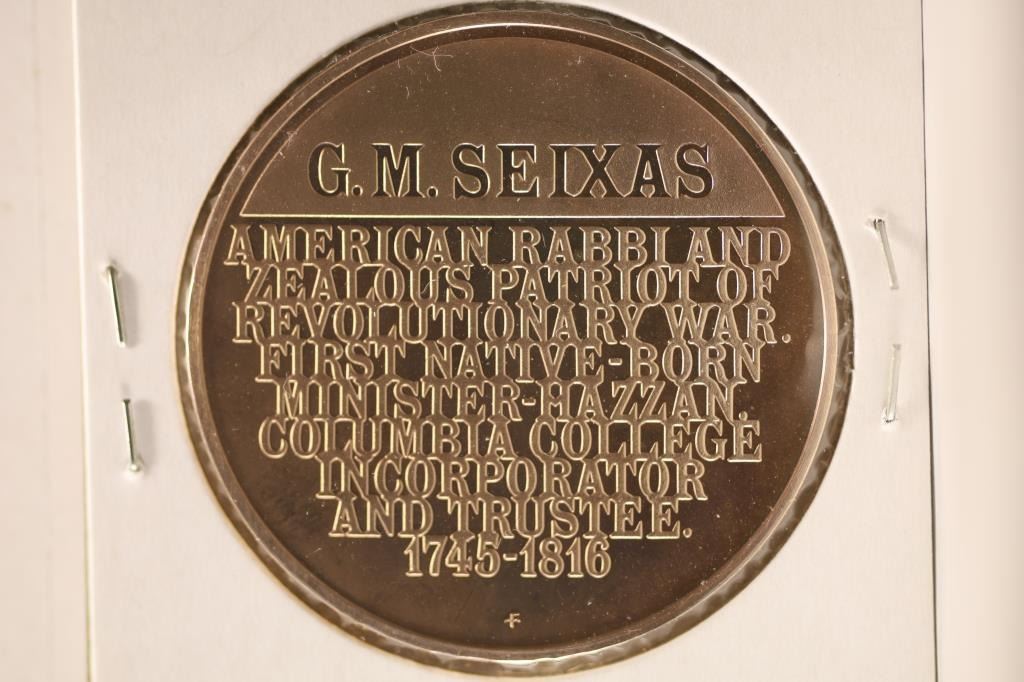 G. M. SEIXAS
AMERICAN RABBI AND
ZEALOUS PATRIOT OF
REVOLUTIONARY WAR.
FIRST NATIVE-BORN
MINISTER-HAZZAN.
COLUMBIA COLLEGE
INCORPORATOR
AND TRUSTEE.
1745-1816
F